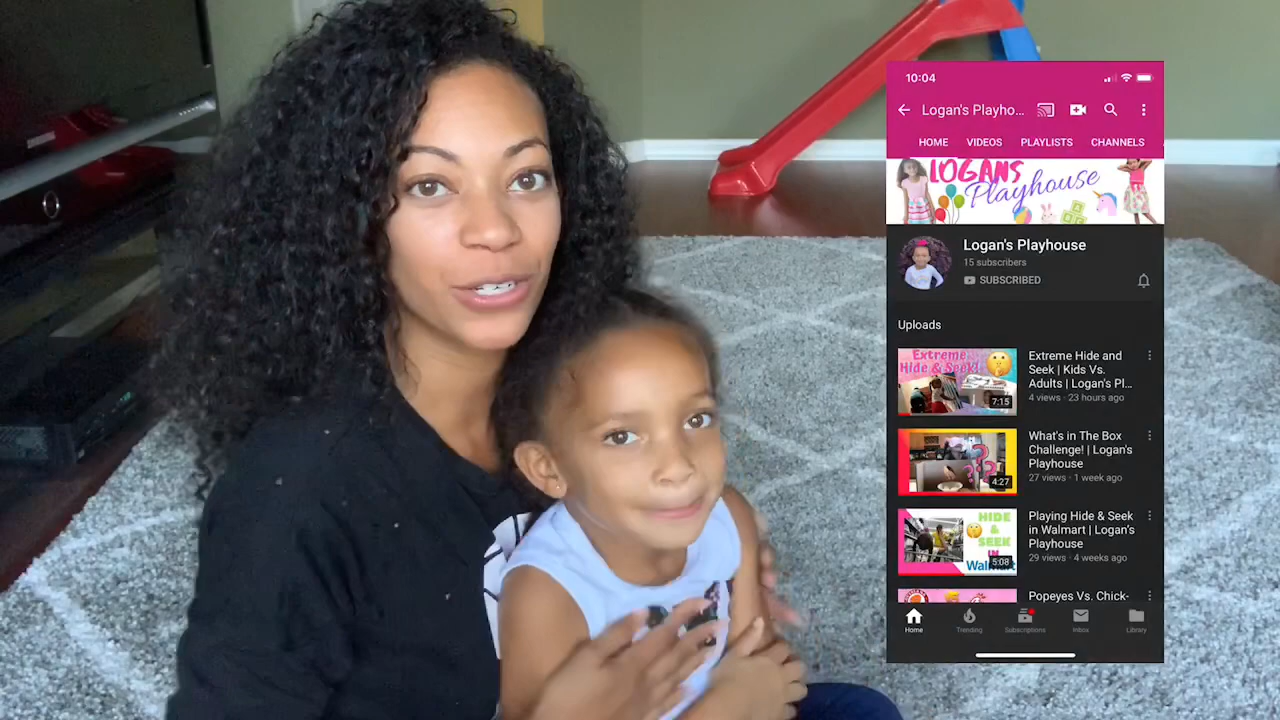 10:04
Logan's Playho...
HOME VIDEOS PLAYLISTS CHANNELS
LOGANS
Playhouse
Logan's Playhouse
15 subscribers
SUBSCRIBED
Uploads
Extreme
Hide & Seek!
7:15
Extreme Hide and
Seek | Kids Vs.
Adults | Logan's Pl...
4 views · 23 hours ago
4:27
What's in The Box
Challenge! | Logan's
Playhouse
27 views · 1 week ago
HIDE
&
SEEK
IN
Walmart
5:08
Playing Hide & Seek
in Walmart | Logan's
Playhouse
29 views · 4 weeks ago
Popeyes Vs. Chick-
Home Trending Subscriptions Inbox Library